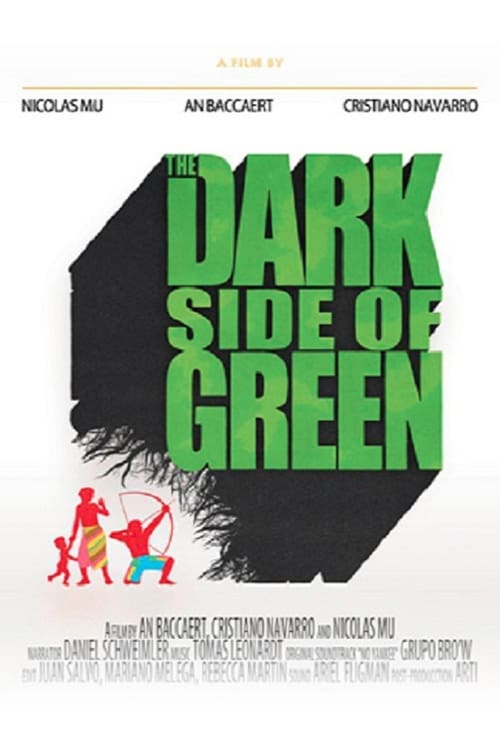 A FILM BY
NICOLAS MU AN BACCAERT CRISTIANO NAVARRO
THE
DARK
SIDE OF
GREEN
A FILM BY AN BACCAERT, CRISTIANO NAVARRO AND NICOLAS MU
NARRATOR DANIEL SCHWEIMLER MUSIC TOMAS LEONARDT ORIGINAL SOUNDTRACK "NO YANKEE" GRUPO BRO'W
EDIT JUAN SALVO, MARIANO MELEGA, REBECCA MARTIN SOUND ARIEL FLIGMAN POST-PRODUCCTION ARTI